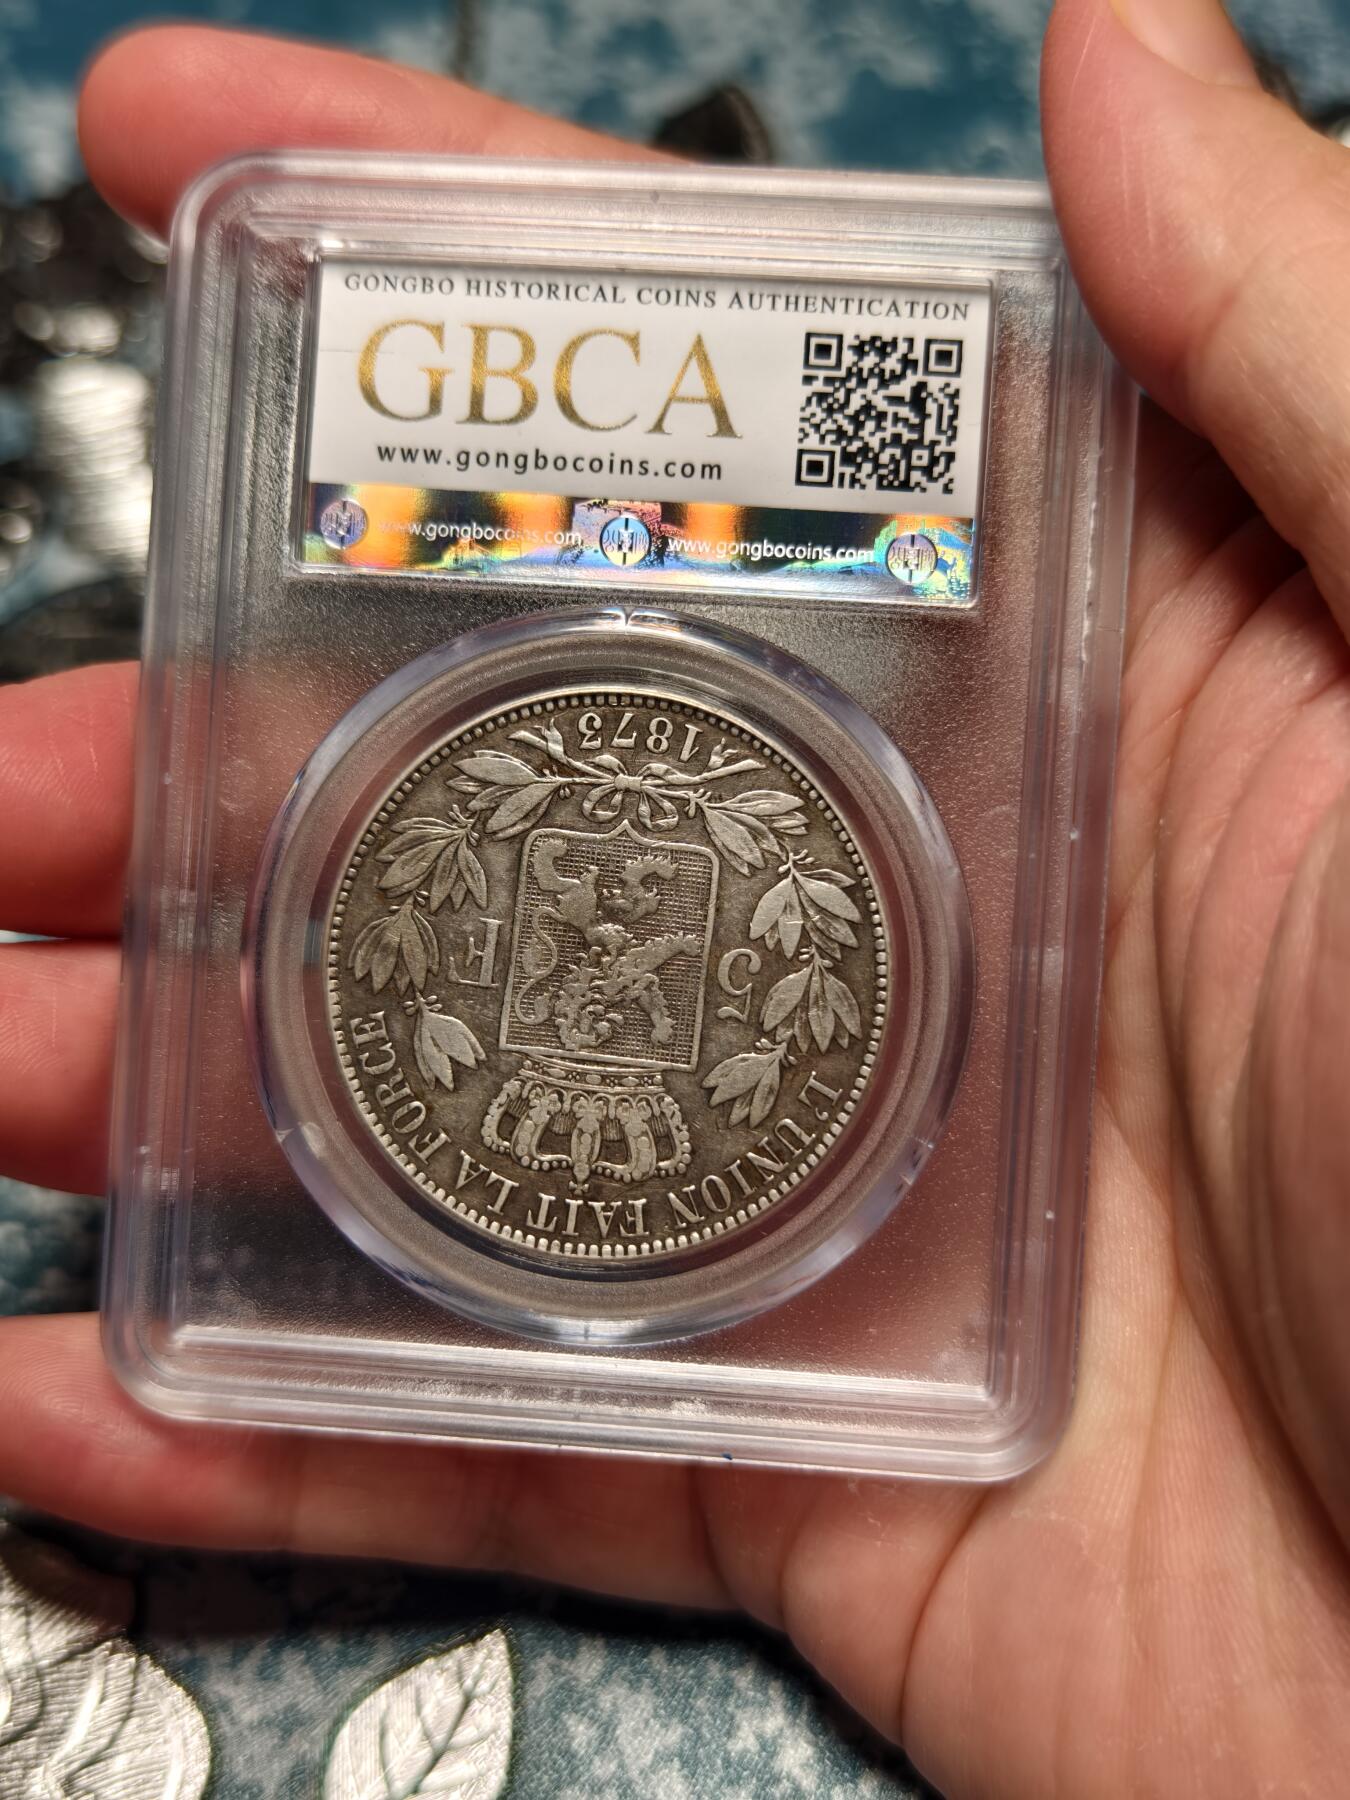 GONGBO HISTORICAL COINS AUTHENTICATION
GBCA
www.gongbocoins.com
www.gongbocoins.com www.gongbocoins.com
1873
5 F
L'UNION FAIT LA FORCE